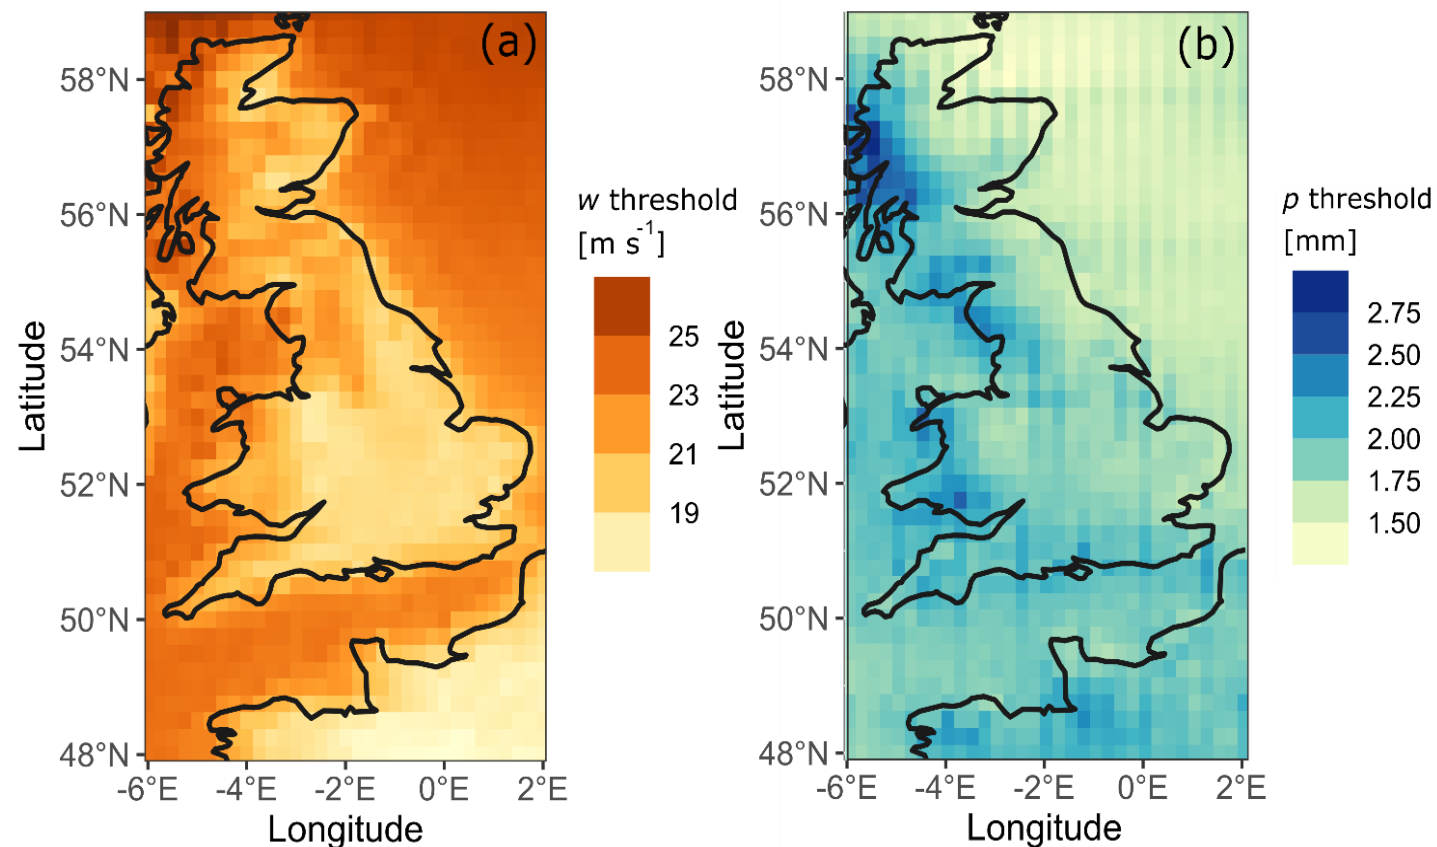 (a)
58°N
56°N
54°N
52°N
50°N
48°N
Latitude
-6°E -4°E -2°E 0°E 2°E
Longitude
w threshold
[m s-1]
25
23
21
19
(b)
58°N
56°N
54°N
52°N
50°N
48°N
Latitude
-6°E -4°E -2°E 0°E 2°E
Longitude
p threshold
[mm]
2.75
2.50
2.25
2.00
1.75
1.50